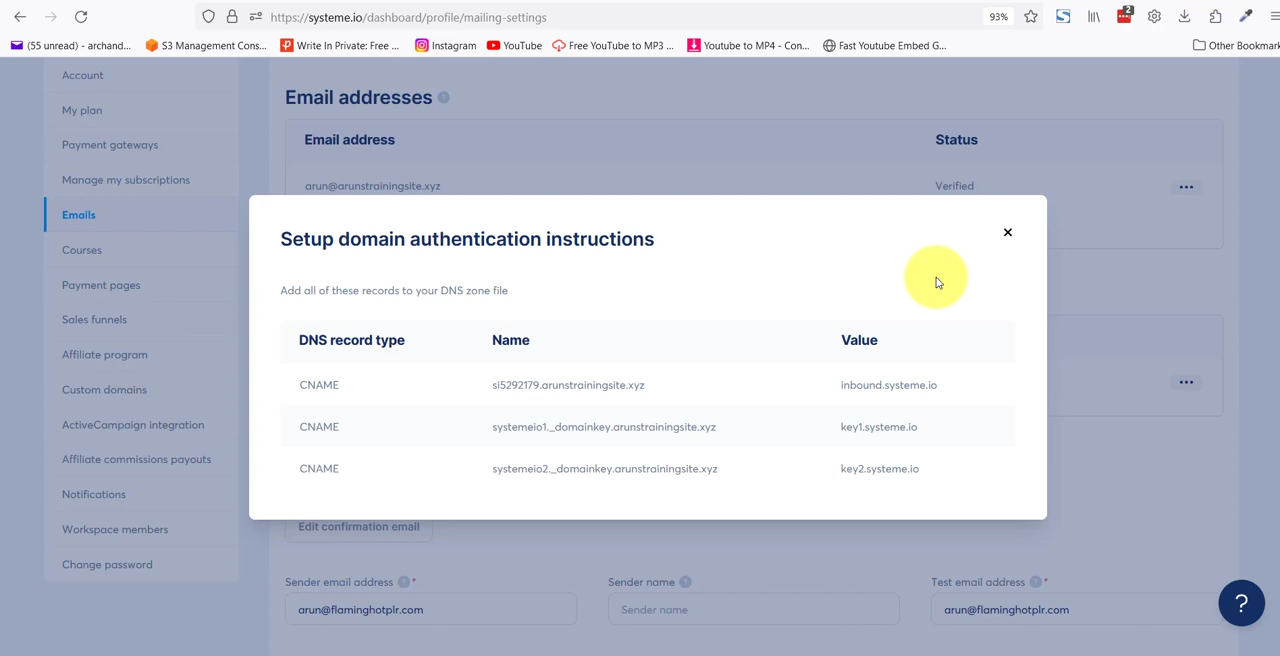 https://systeme.io/dashboard/profile/mailing-settings
93%
2
(55 unread) - archand...
S3 Management Cons...
Write In Private: Free ...
Instagram
YouTube
Free YouTube to MP3 ...
Youtube to MP4 - Con...
Fast Youtube Embed G...
Other Bookmar
Account
My plan
Payment gateways
Manage my subscriptions
Emails
Courses
Payment pages
Sales funnels
Affiliate program
Custom domains
ActiveCampaign integration
Affiliate commissions payouts
Notifications
Workspace members
Change password
Email addresses ?
Email address Status
arun@arunstrainingsite.xyz Verified
Setup domain authentication instructions
Add all of these records to your DNS zone file
DNS record type Name Value
CNAME si5292179.arunstrainingsite.xyz inbound.systeme.io
CNAME systemeio1._domainkey.arunstrainingsite.xyz key1.systeme.io
CNAME systemeio2._domainkey.arunstrainingsite.xyz key2.systeme.io
Edit confirmation email
Sender email address ? * Sender name ? Test email address ? *
arun@flaminghotplr.com Sender name arun@flaminghotplr.com
?